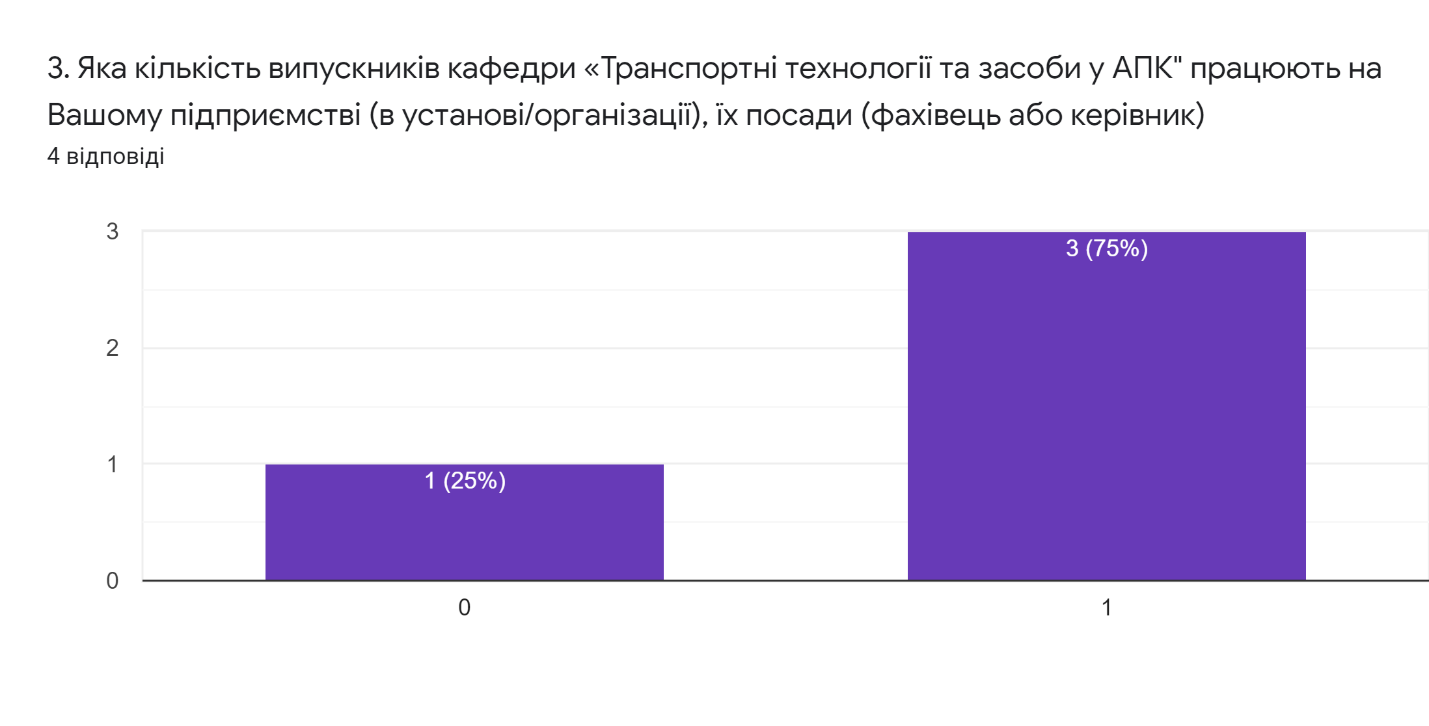 3. Яка кількість випускників кафедри «Транспортні технології та засоби у АПК" працюють на
Вашому підприємстві (в установі/організації), їх посади (фахівець або керівник)
4 відповіді
3
2
1
0
3 (75%)
1 (25%)
0
1